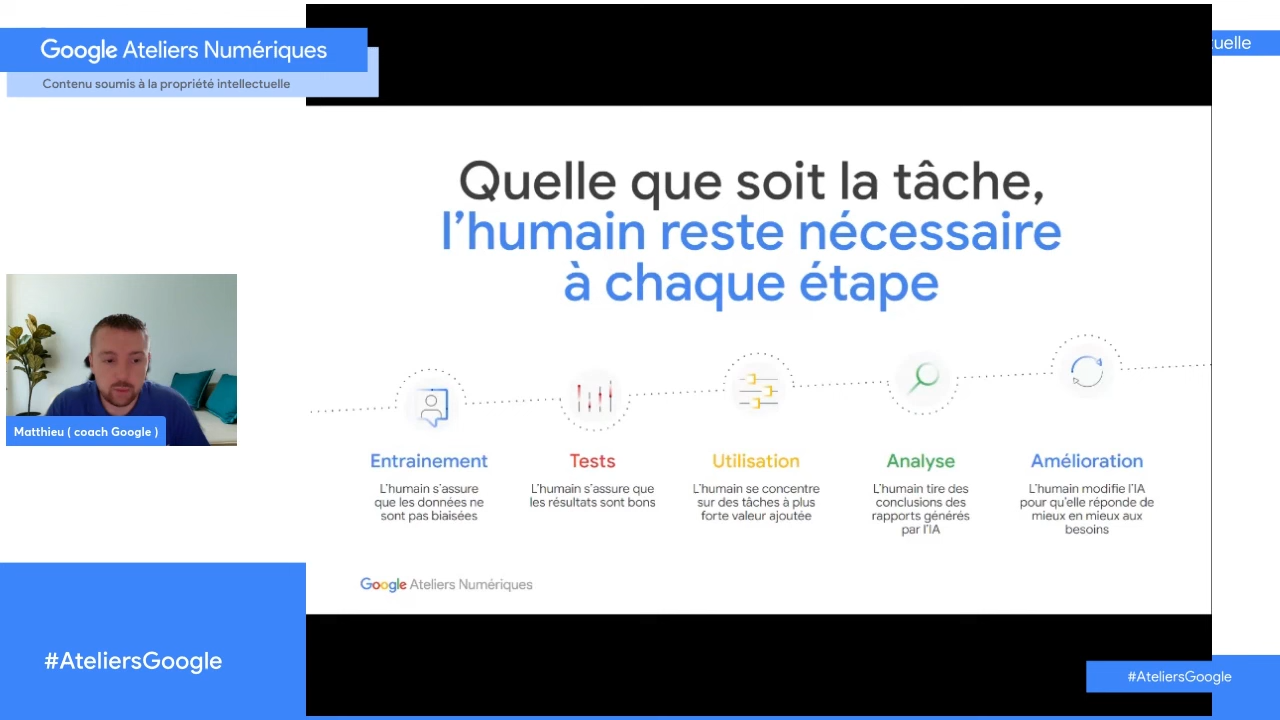 Google Ateliers Numériques
Contenu soumis à la propriété intellectuelle
Quelle que soit la tâche,
l'humain reste nécessaire
à chaque étape
Entrainement
L'humain s'assure
que les données ne
sont pas biaisées
Tests
L'humain s'assure que
les résultats sont bons
Utilisation
L'humain se concentre
sur des tâches à plus
forte valeur ajoutée
Analyse
L'humain tire des
conclusions des
rapports générés
par l'IA
Amélioration
L'humain modifie l'IA
pour qu'elle réponde de
mieux en mieux aux
besoins
Google Ateliers Numériques
Matthieu ( coach Google )
#AteliersGoogle
#AteliersGoogle